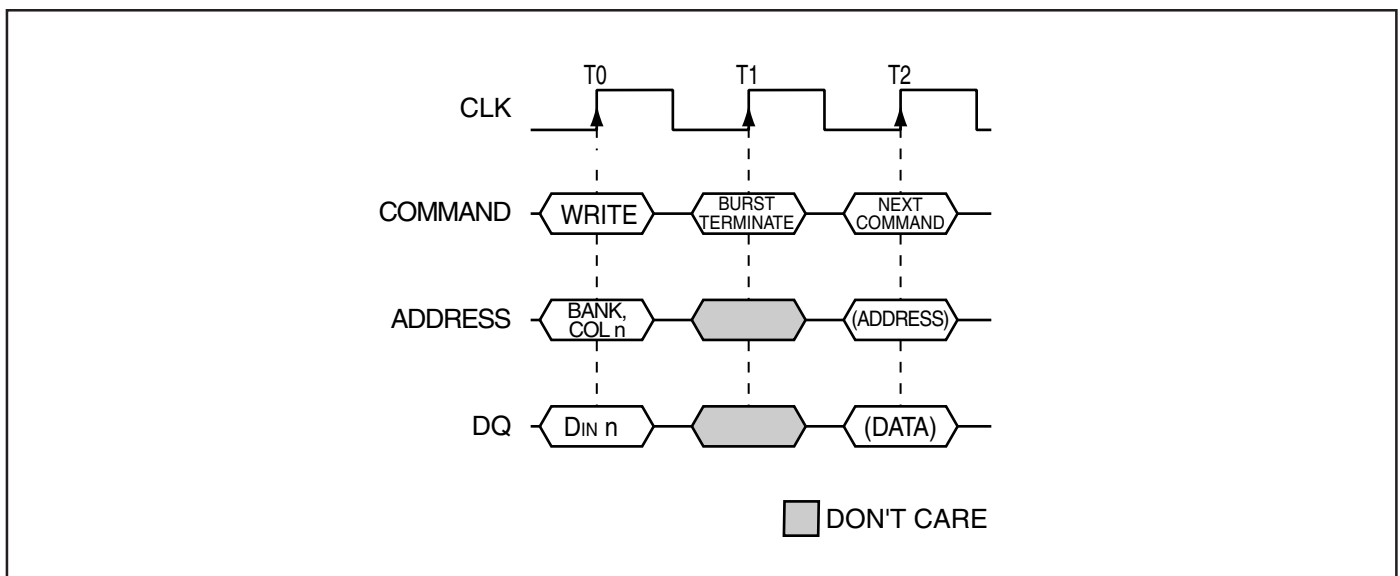 T0 T1 T2
CLK
COMMAND WRITE BURST TERMINATE NEXT COMMAND
ADDRESS BANK, COL n (ADDRESS)
DQ DIN n (DATA)
DON'T CARE